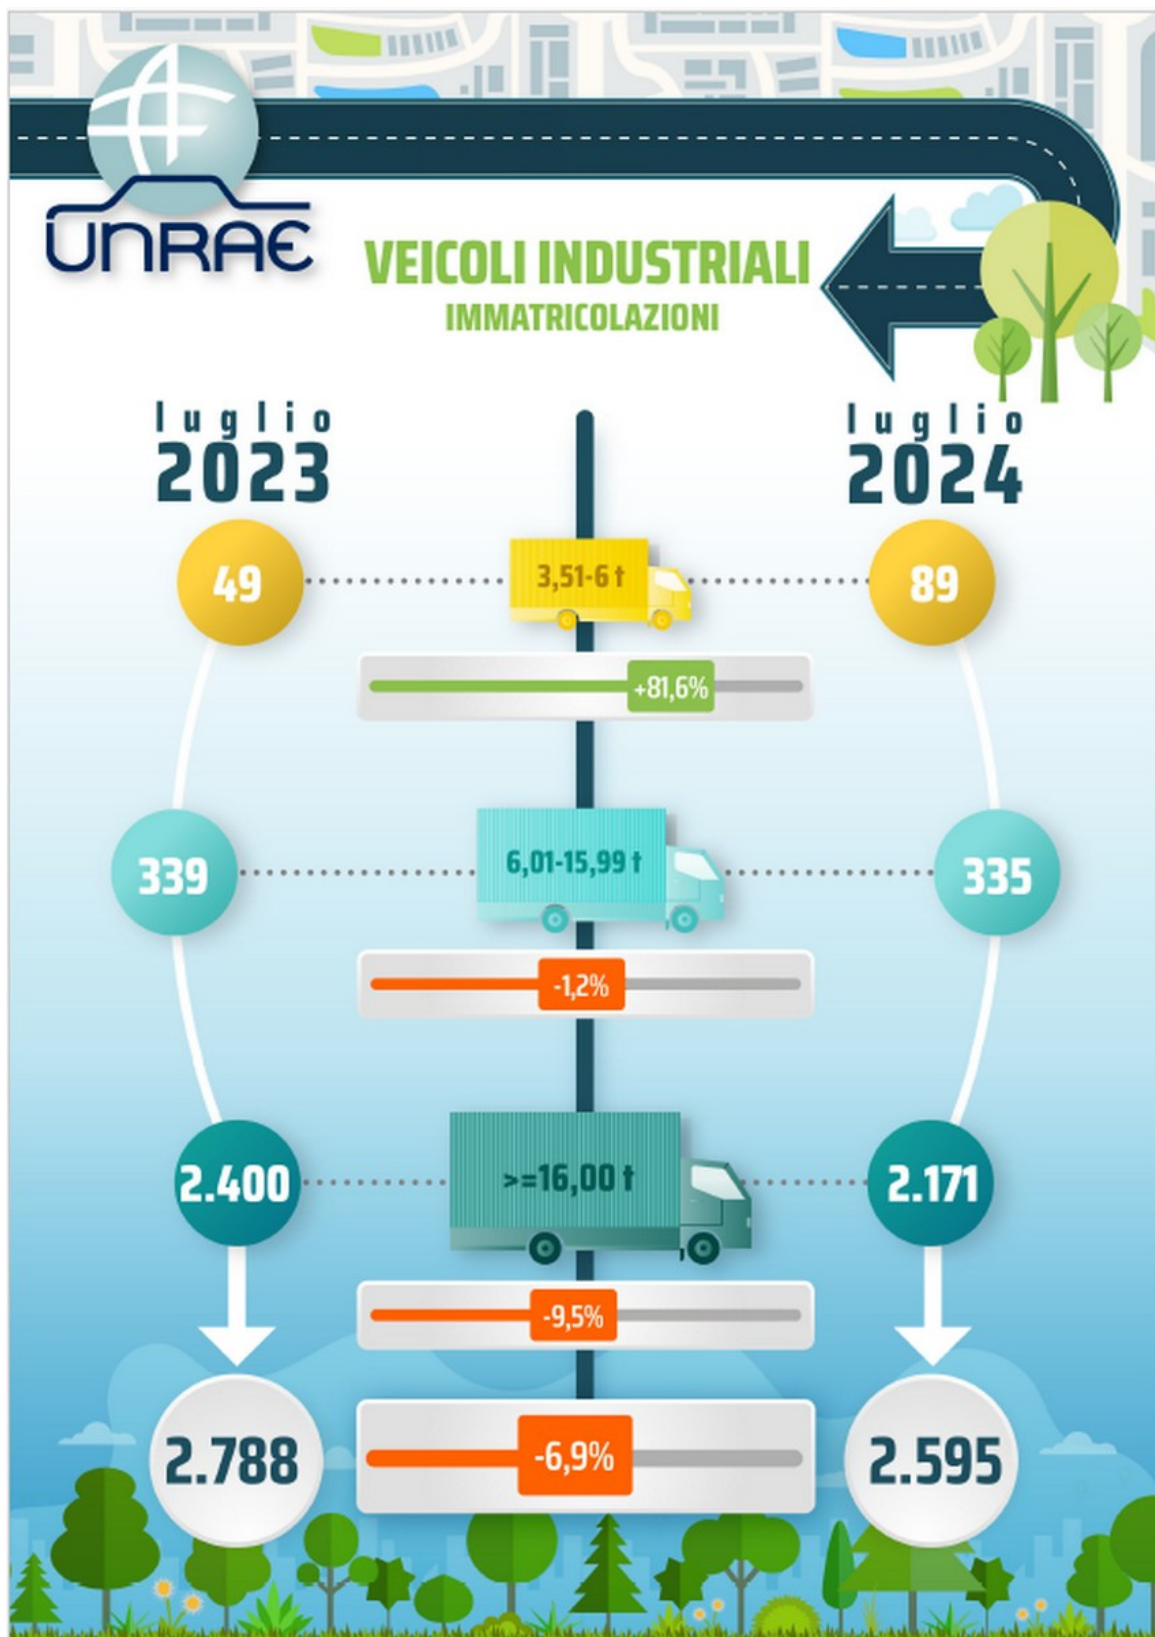 UNRAE
VEICOLI INDUSTRIALI
IMMATRICOLAZIONI
luglio
2023
luglio
2024
49
3,51-6 t
89
+81,6%
339
6,01-15,99 t
335
-1,2%
2.400
>=16,00 t
2.171
-9,5%
2.788
-6,9%
2.595